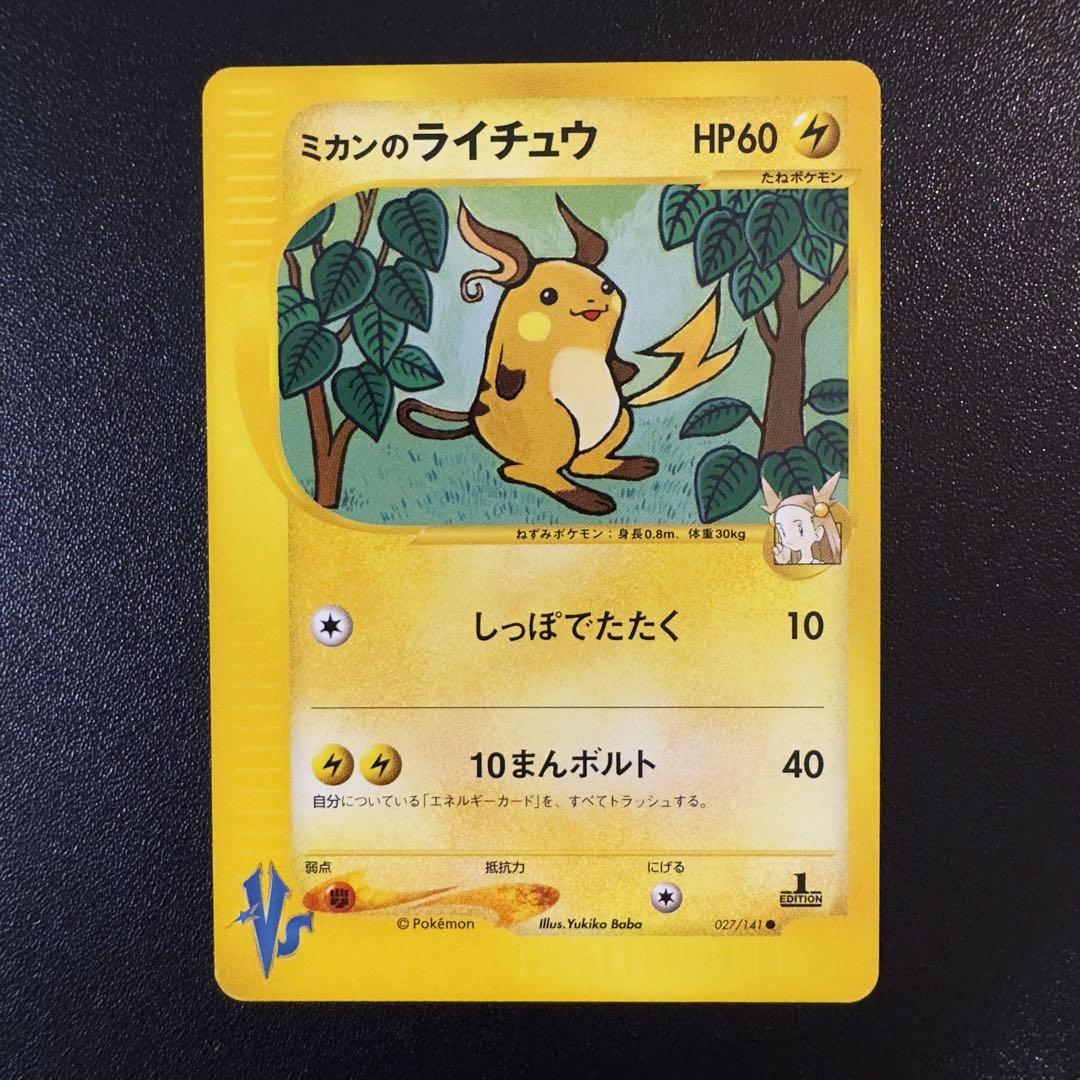 ミカンのライチュウ HP60
たねポケモン
ねずみポケモン：身長0.8m、体重30kg
しっぽでたたく 10
10まんボルト 40
自分についている「エネルギーカード」を、すべてトラッシュする。
弱点 抵抗力 にげる
1
EDITION
VS
© Pokémon Illus. Yukiko Baba 027/141 ●